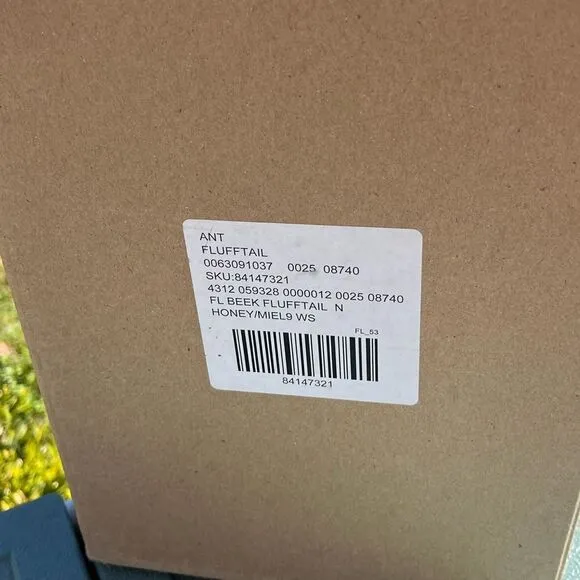 ANT
FLUFFTAIL
0063091037 0025 08740
SKU:84147321
4312 059328 0000012 0025 08740
FL BEEK FLUFFTAIL N
HONEY/MIEL9 WS
FL_53
84147321